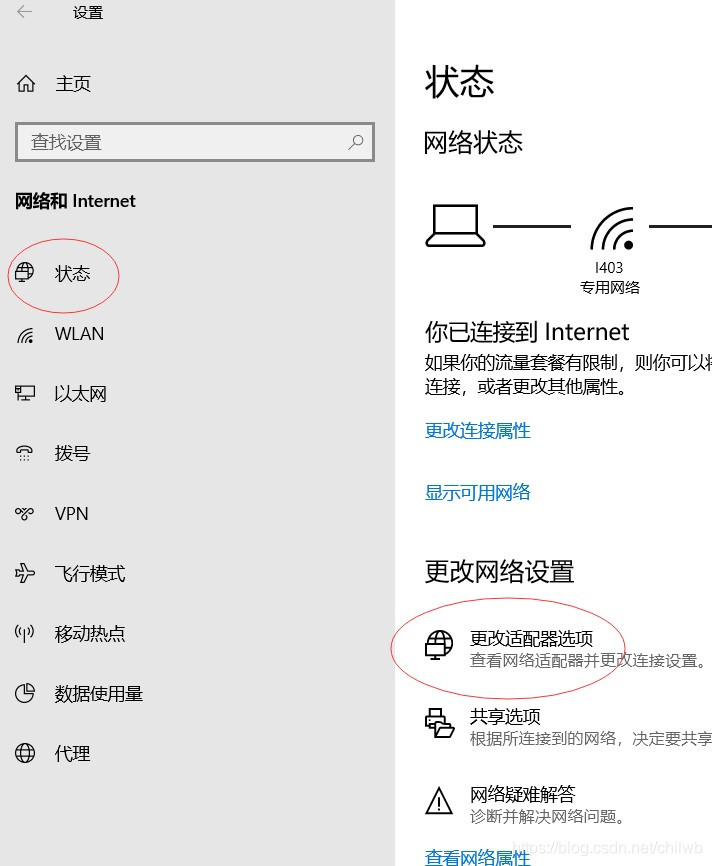 设置
主页
查找设置
网络和 Internet
状态
WLAN
以太网
拨号
VPN
飞行模式
移动热点
数据使用量
代理
状态
网络状态
I403
专用网络
你已连接到 Internet
如果你的流量套餐有限制，则你可以将
连接，或者更改其他属性。
更改连接属性
显示可用网络
更改网络设置
更改适配器选项
查看网络适配器并更改连接设置。
共享选项
根据所连接到的网络，决定要共享
网络疑难解答
诊断并解决网络问题。
查看网络属性
https://blog.csdn.net/chilwb